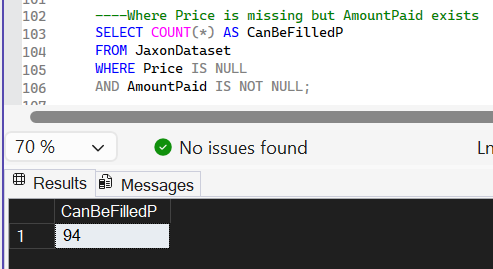 102 ----Where Price is missing but AmountPaid exists
103 SELECT COUNT(*) AS CanBeFilledP
104 FROM JaxonDataset
105 WHERE Price IS NULL
106 AND AmountPaid IS NOT NULL;
70 % No issues found Ln
Results Messages
CanBeFilledP
1 94